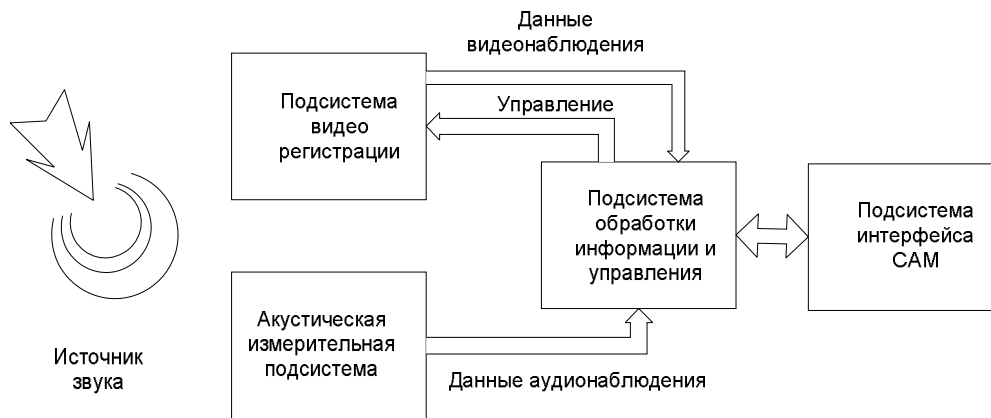 Данные
видеонаблюдения
Подсистема
видео
регистрации
Управление
Подсистема
обработки
информации и
управления
Подсистема
интерфейса
САМ
Акустическая
измерительная
подсистема
Источник
звука
Данные аудионаблюдения